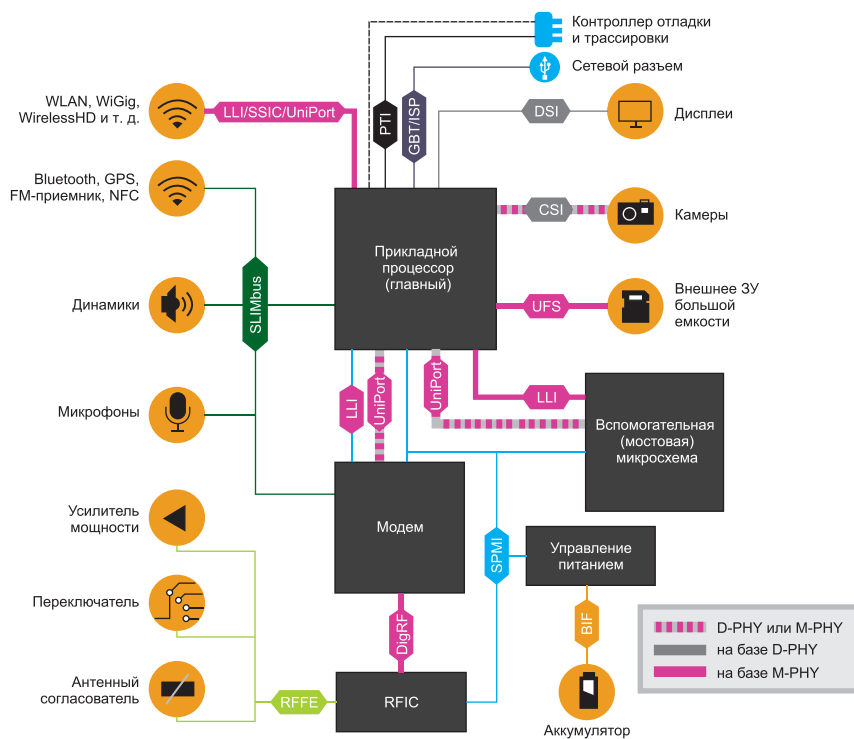 Контроллер отладки
и трассировки
Сетевой разъем
WLAN, WiGig,
WirelessHD и т. д.
LLI/SSIC/UniPort
PTI
GBT/ISP
DSI
Дисплеи
Bluetooth, GPS,
FM-приемник, NFC
CSI
Камеры
Прикладной
процессор
(главный)
SLIMbus
Динамики
UFS
Внешнее ЗУ
большой
емкости
LLI
UniPort
UniPort
LLI
Микрофоны
Вспомогательная
(мостовая)
микросхема
Усилитель
мощности
Модем
SPMI
Управление
питанием
Переключатель
DigRF
BIF
D-PHY или M-PHY
на базе D-PHY
на базе M-PHY
Антенный
согласователь
RFFE
RFIC
Аккумулятор